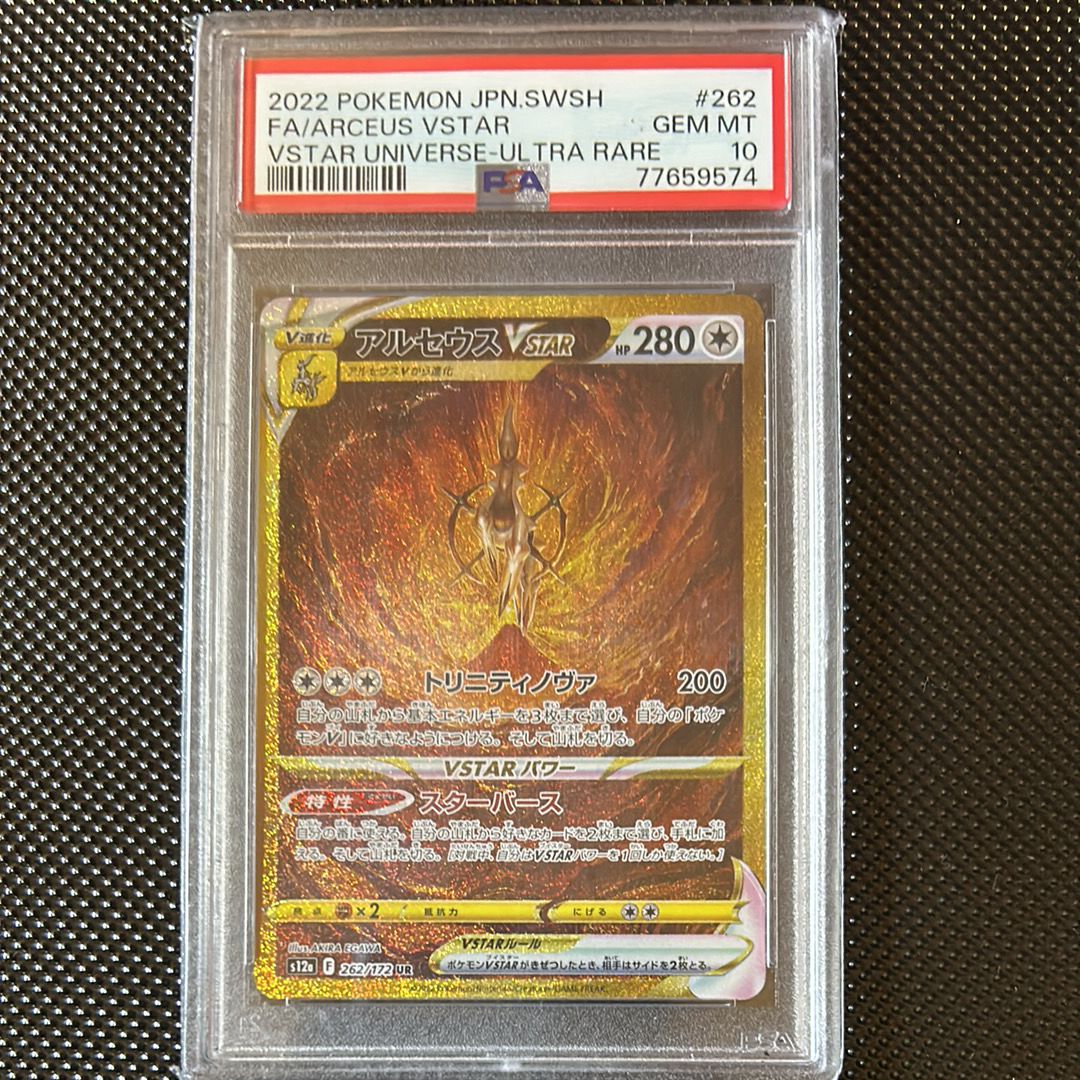 2022 POKEMON JPN.SWSH #262
FA/ARCEUS VSTAR GEM MT
VSTAR UNIVERSE-ULTRA RARE 10
77659574
PSA
V進化 アルセウス VSTAR HP 280
アルセウスVから進化
トリニティノヴァ 200
自分の山札から基本エネルギーを3枚まで選び、自分の「ポケ
モンV」に好きなようにつける。そして山札を切る。
VSTARパワー
特性 スターバース
自分の番に使える。自分の山札から好きなカードを2枚まで選び、手札に加
える。そして山札を切る。[対戦中、自分はVSTARパワーを1回しか使えない。]
弱点 ×2 抵抗力 にげる
Illus. AKIRA EGAWA
s12a F 262/172 UR
VSTARルール
ポケモンVSTARがきぜつしたとき、相手はサイドを2枚とる。
PSA